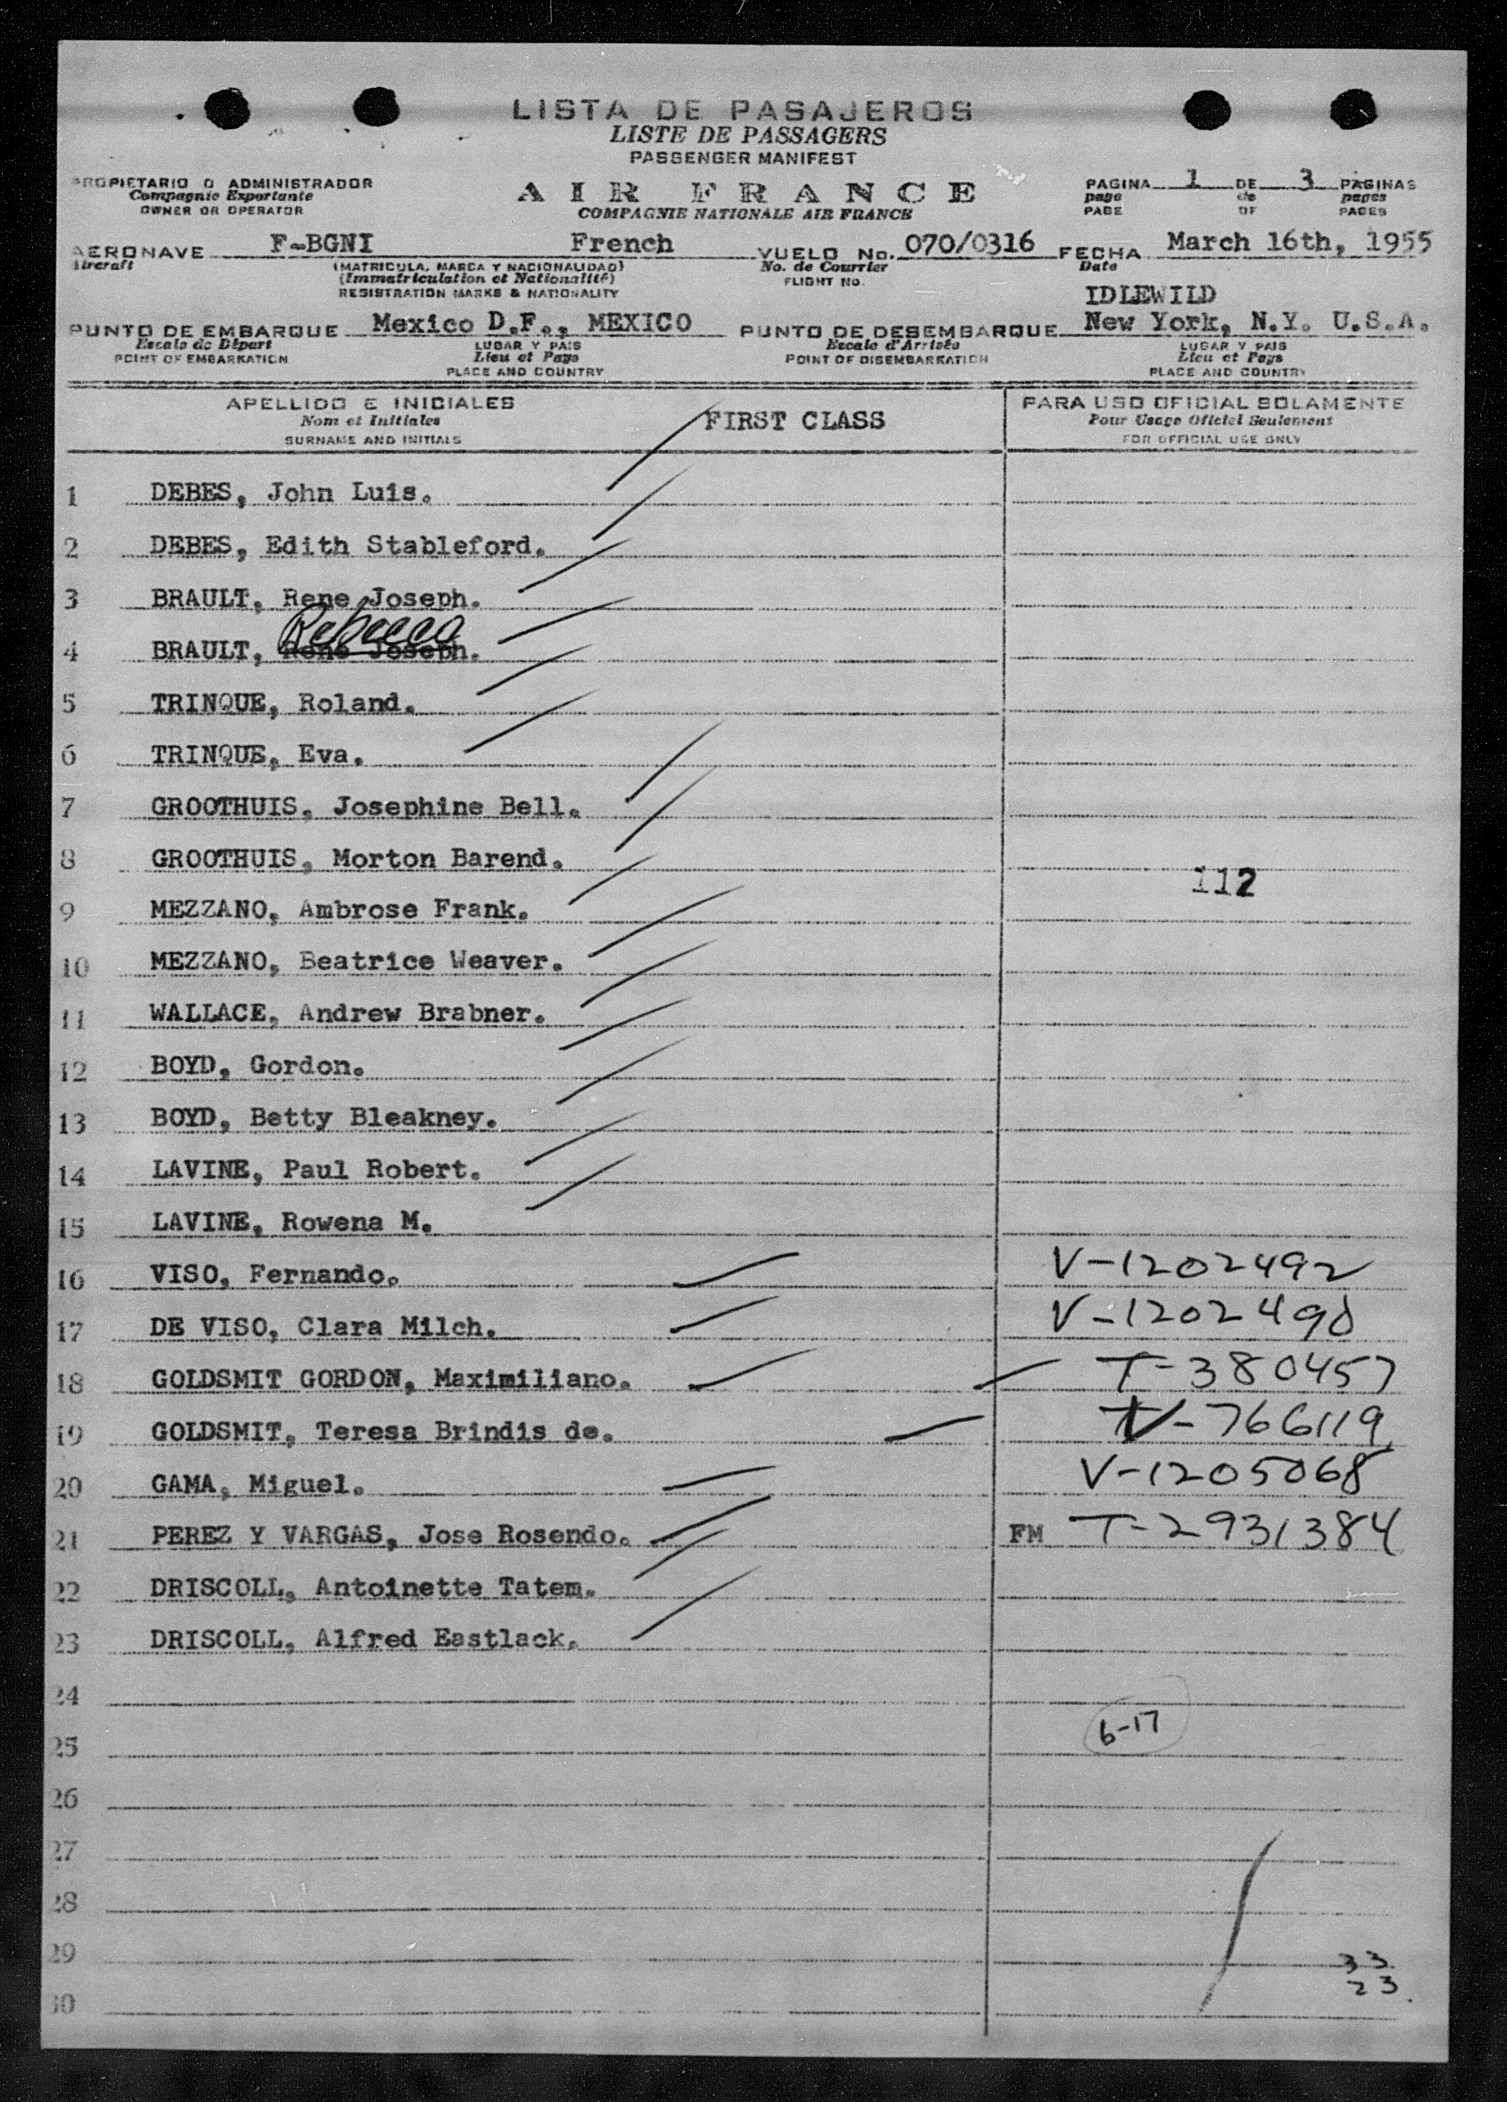 LISTA DE PASAJEROS
LISTE DE PASSAGERS
PASSENGER MANIFEST
PROPIETARIO O ADMINISTRADOR
Compagnie Exportante
OWNER OR OPERATOR
AIR FRANCE
COMPAGNIE NATIONALE AIR FRANCE
PAGINA 1 DE 3 PAGINAS
page de pages
PAGE OF PAGES
AERONAVE F-BGNI French VUELO No. 070/0316 FECHA March 16th, 1955
Aircraft (MATRICULA, MARCA Y NACIONALIDAD) No. de Courrier Date
(Immatriculation et Nationalité) FLIGHT NO.
REGISTRATION MARKS & NATIONALITY
IDLEWILD
PUNTO DE EMBARQUE Mexico D.F., MEXICO PUNTO DE DESEMBARQUE New York, N.Y. U.S.A.
Escale de Départ LUGAR Y PAIS Escale d'Arrivée LUGAR Y PAIS
POINT OF EMBARKATION Lieu et Pays POINT OF DISEMBARKATION Lieu et Pays
PLACE AND COUNTRY PLACE AND COUNTRY
APELLIDO E INICIALES FIRST CLASS PARA USO OFICIAL SOLAMENTE
Nom et Initiales Pour Usage Officiel Seulement
SURNAME AND INITIALS FOR OFFICIAL USE ONLY
1 DEBES, John Luis.
2 DEBES, Edith Stableford.
3 BRAULT, Rene Joseph.
Rebecca
4 BRAULT, Rene Joseph.
5 TRINQUE, Roland.
6 TRINQUE, Eva.
7 GROOTHUIS, Josephine Bell.
8 GROOTHUIS, Morton Barend.
112
9 MEZZANO, Ambrose Frank.
10 MEZZANO, Beatrice Weaver.
11 WALLACE, Andrew Brabner.
12 BOYD, Gordon.
13 BOYD, Betty Bleakney.
14 LAVINE, Paul Robert.
15 LAVINE, Rowena M.
16 VISO, Fernando. V-1202492
17 DE VISO, Clara Milch. V-1202490
18 GOLDSMIT GORDON, Maximiliano. T-380457
19 GOLDSMIT, Teresa Brindis de. V-766119
20 GAMA, Miguel. V-1205068
21 PEREZ Y VARGAS, Jose Rosendo. FM T-2931384
22 DRISCOLL, Antoinette Tatem.
23 DRISCOLL, Alfred Eastlack.
24
6-17
25
26
27
28
29
33
23
30